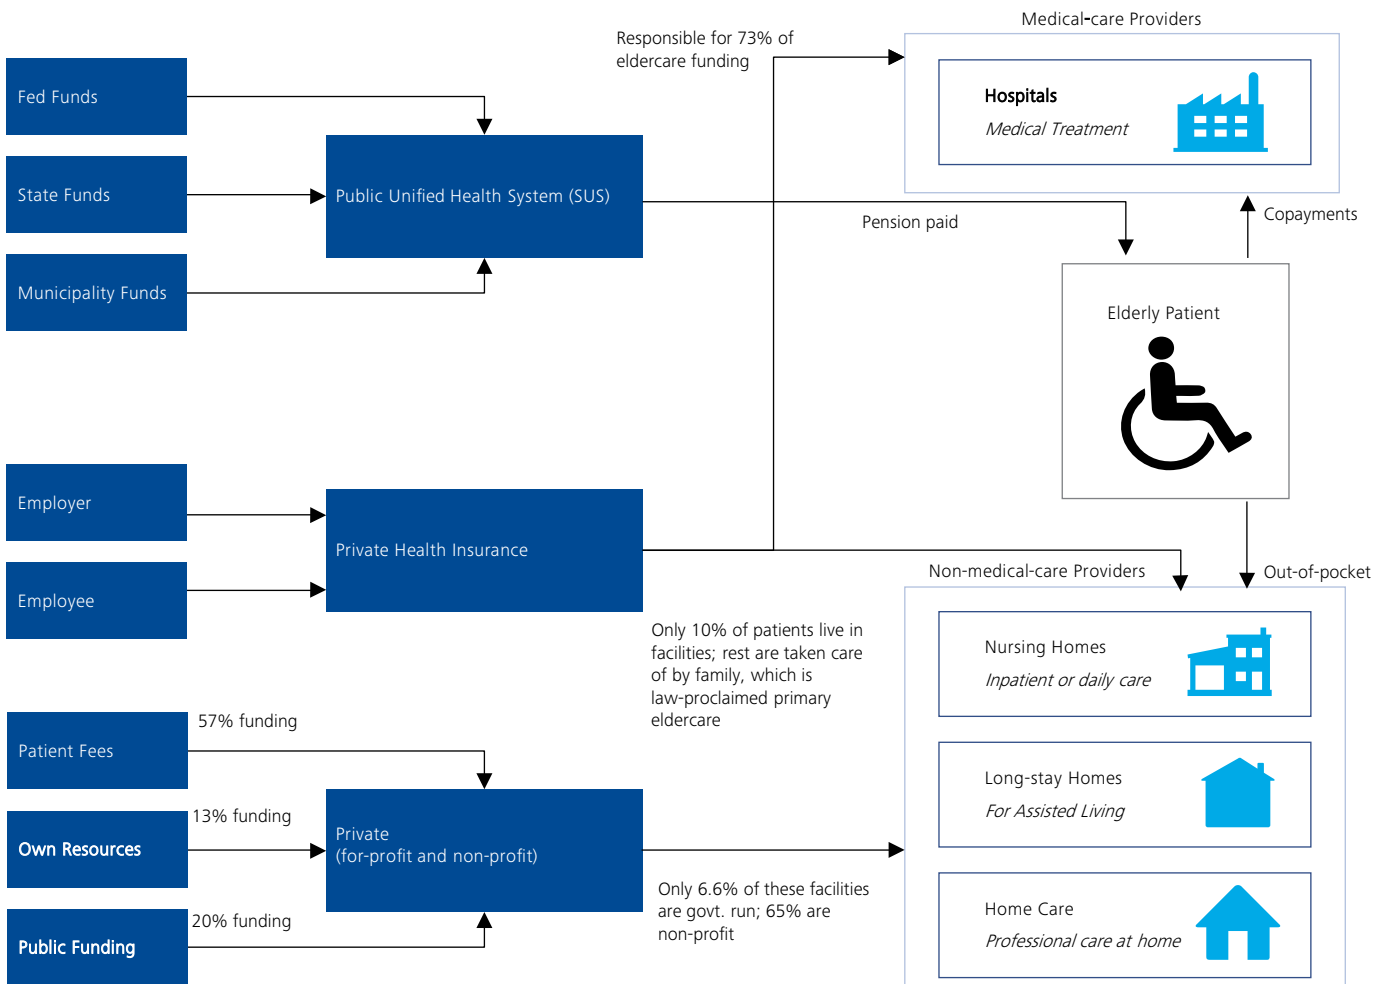 Medical-care Providers
Responsible for 73% of
eldercare funding
Fed Funds
Hospitals
Medical Treatment
State Funds
Public Unified Health System (SUS)
Pension paid
Copayments
Municipality Funds
Elderly Patient
Employer
Private Health Insurance
Employee
Non-medical-care Providers
Out-of-pocket
Only 10% of patients live in
facilities; rest are taken care
of by family, which is
law-proclaimed primary
eldercare
Nursing Homes
Inpatient or daily care
57% funding
Patient Fees
Long-stay Homes
For Assisted Living
13% funding
Own Resources
Private
(for-profit and non-profit)
Only 6.6% of these facilities
are govt. run; 65% are
non-profit
20% funding
Public Funding
Home Care
Professional care at home